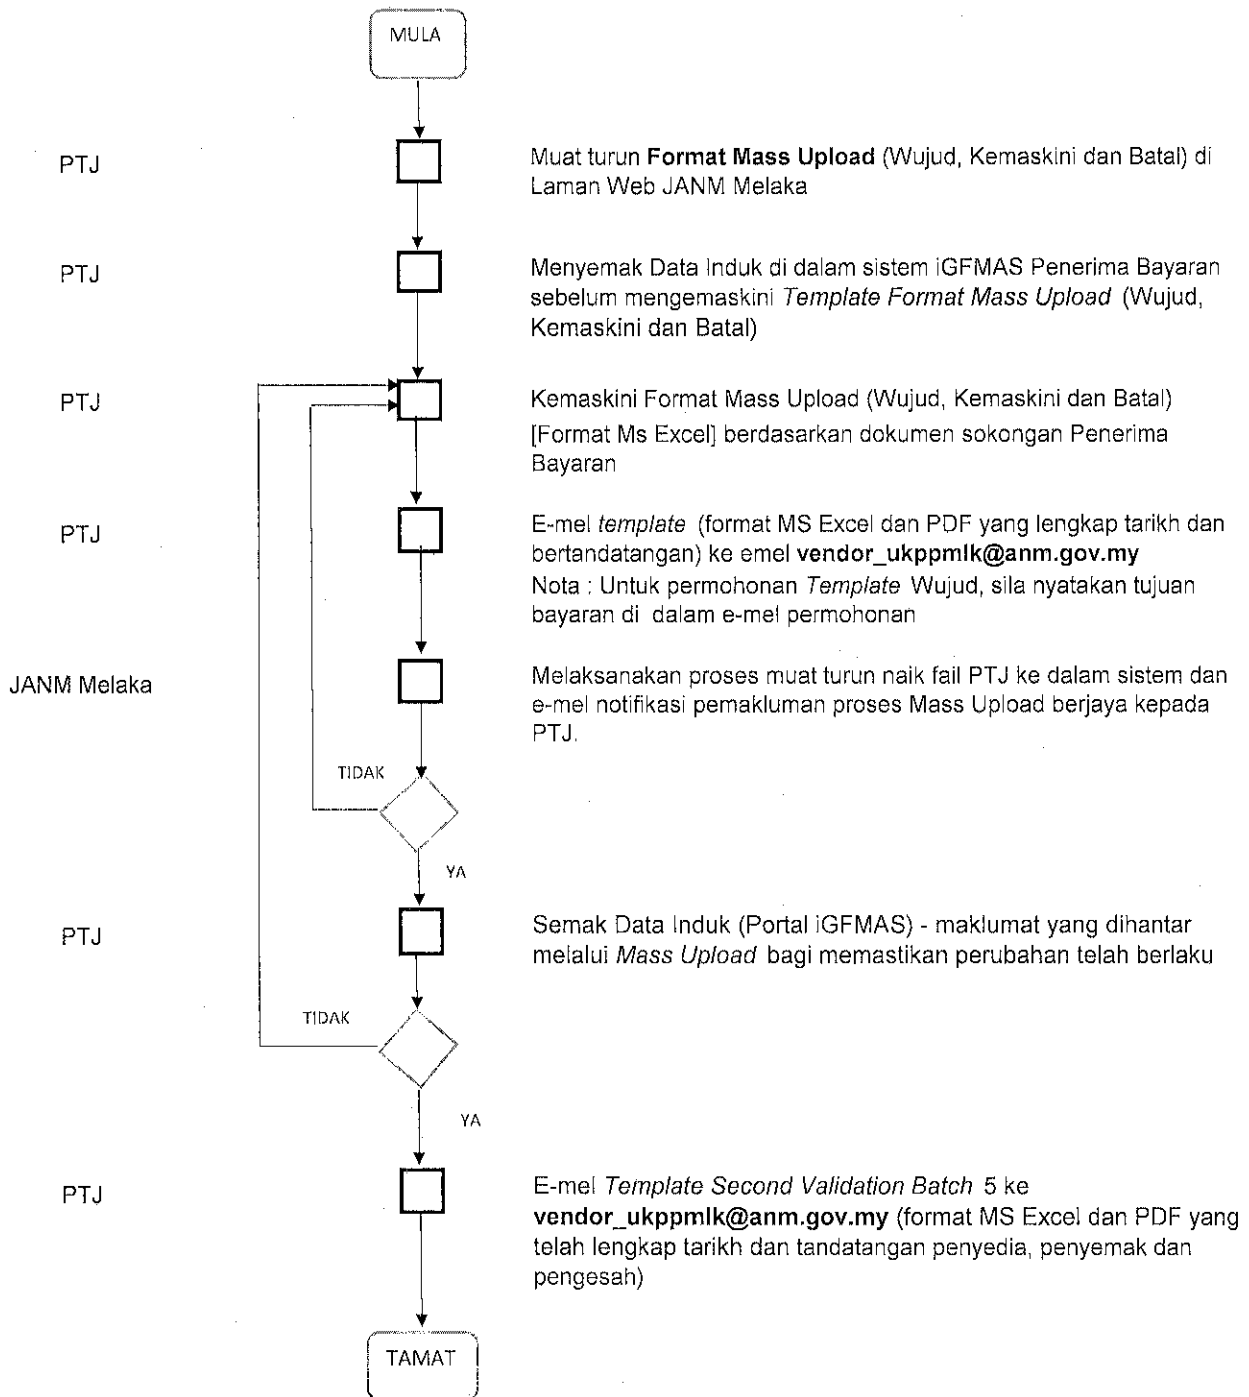 MULA
PTJ
Muat turun Format Mass Upload (Wujud, Kemaskini dan Batal) di
Laman Web JANM Melaka
PTJ
Menyemak Data Induk di dalam sistem iGFMAS Penerima Bayaran
sebelum mengemaskini Template Format Mass Upload (Wujud,
Kemaskini dan Batal)
PTJ
Kemaskini Format Mass Upload (Wujud, Kemaskini dan Batal)
[Format Ms Excel] berdasarkan dokumen sokongan Penerima
Bayaran
PTJ
E-mel template (format MS Excel dan PDF yang lengkap tarikh dan
bertandatangan) ke emel vendor_ukppmlk@anm.gov.my
Nota : Untuk permohonan Template Wujud, sila nyatakan tujuan
bayaran di dalam e-mel permohonan
JANM Melaka
Melaksanakan proses muat turun naik fail PTJ ke dalam sistem dan
e-mel notifikasi pemakluman proses Mass Upload berjaya kepada
PTJ.
TIDAK
YA
PTJ
Semak Data Induk (Portal iGFMAS) - maklumat yang dihantar
melalui Mass Upload bagi memastikan perubahan telah berlaku
TIDAK
YA
PTJ
E-mel Template Second Validation Batch 5 ke
vendor_ukppmlk@anm.gov.my (format MS Excel dan PDF yang
telah lengkap tarikh dan tandatangan penyedia, penyemak dan
pengesah)
TAMAT